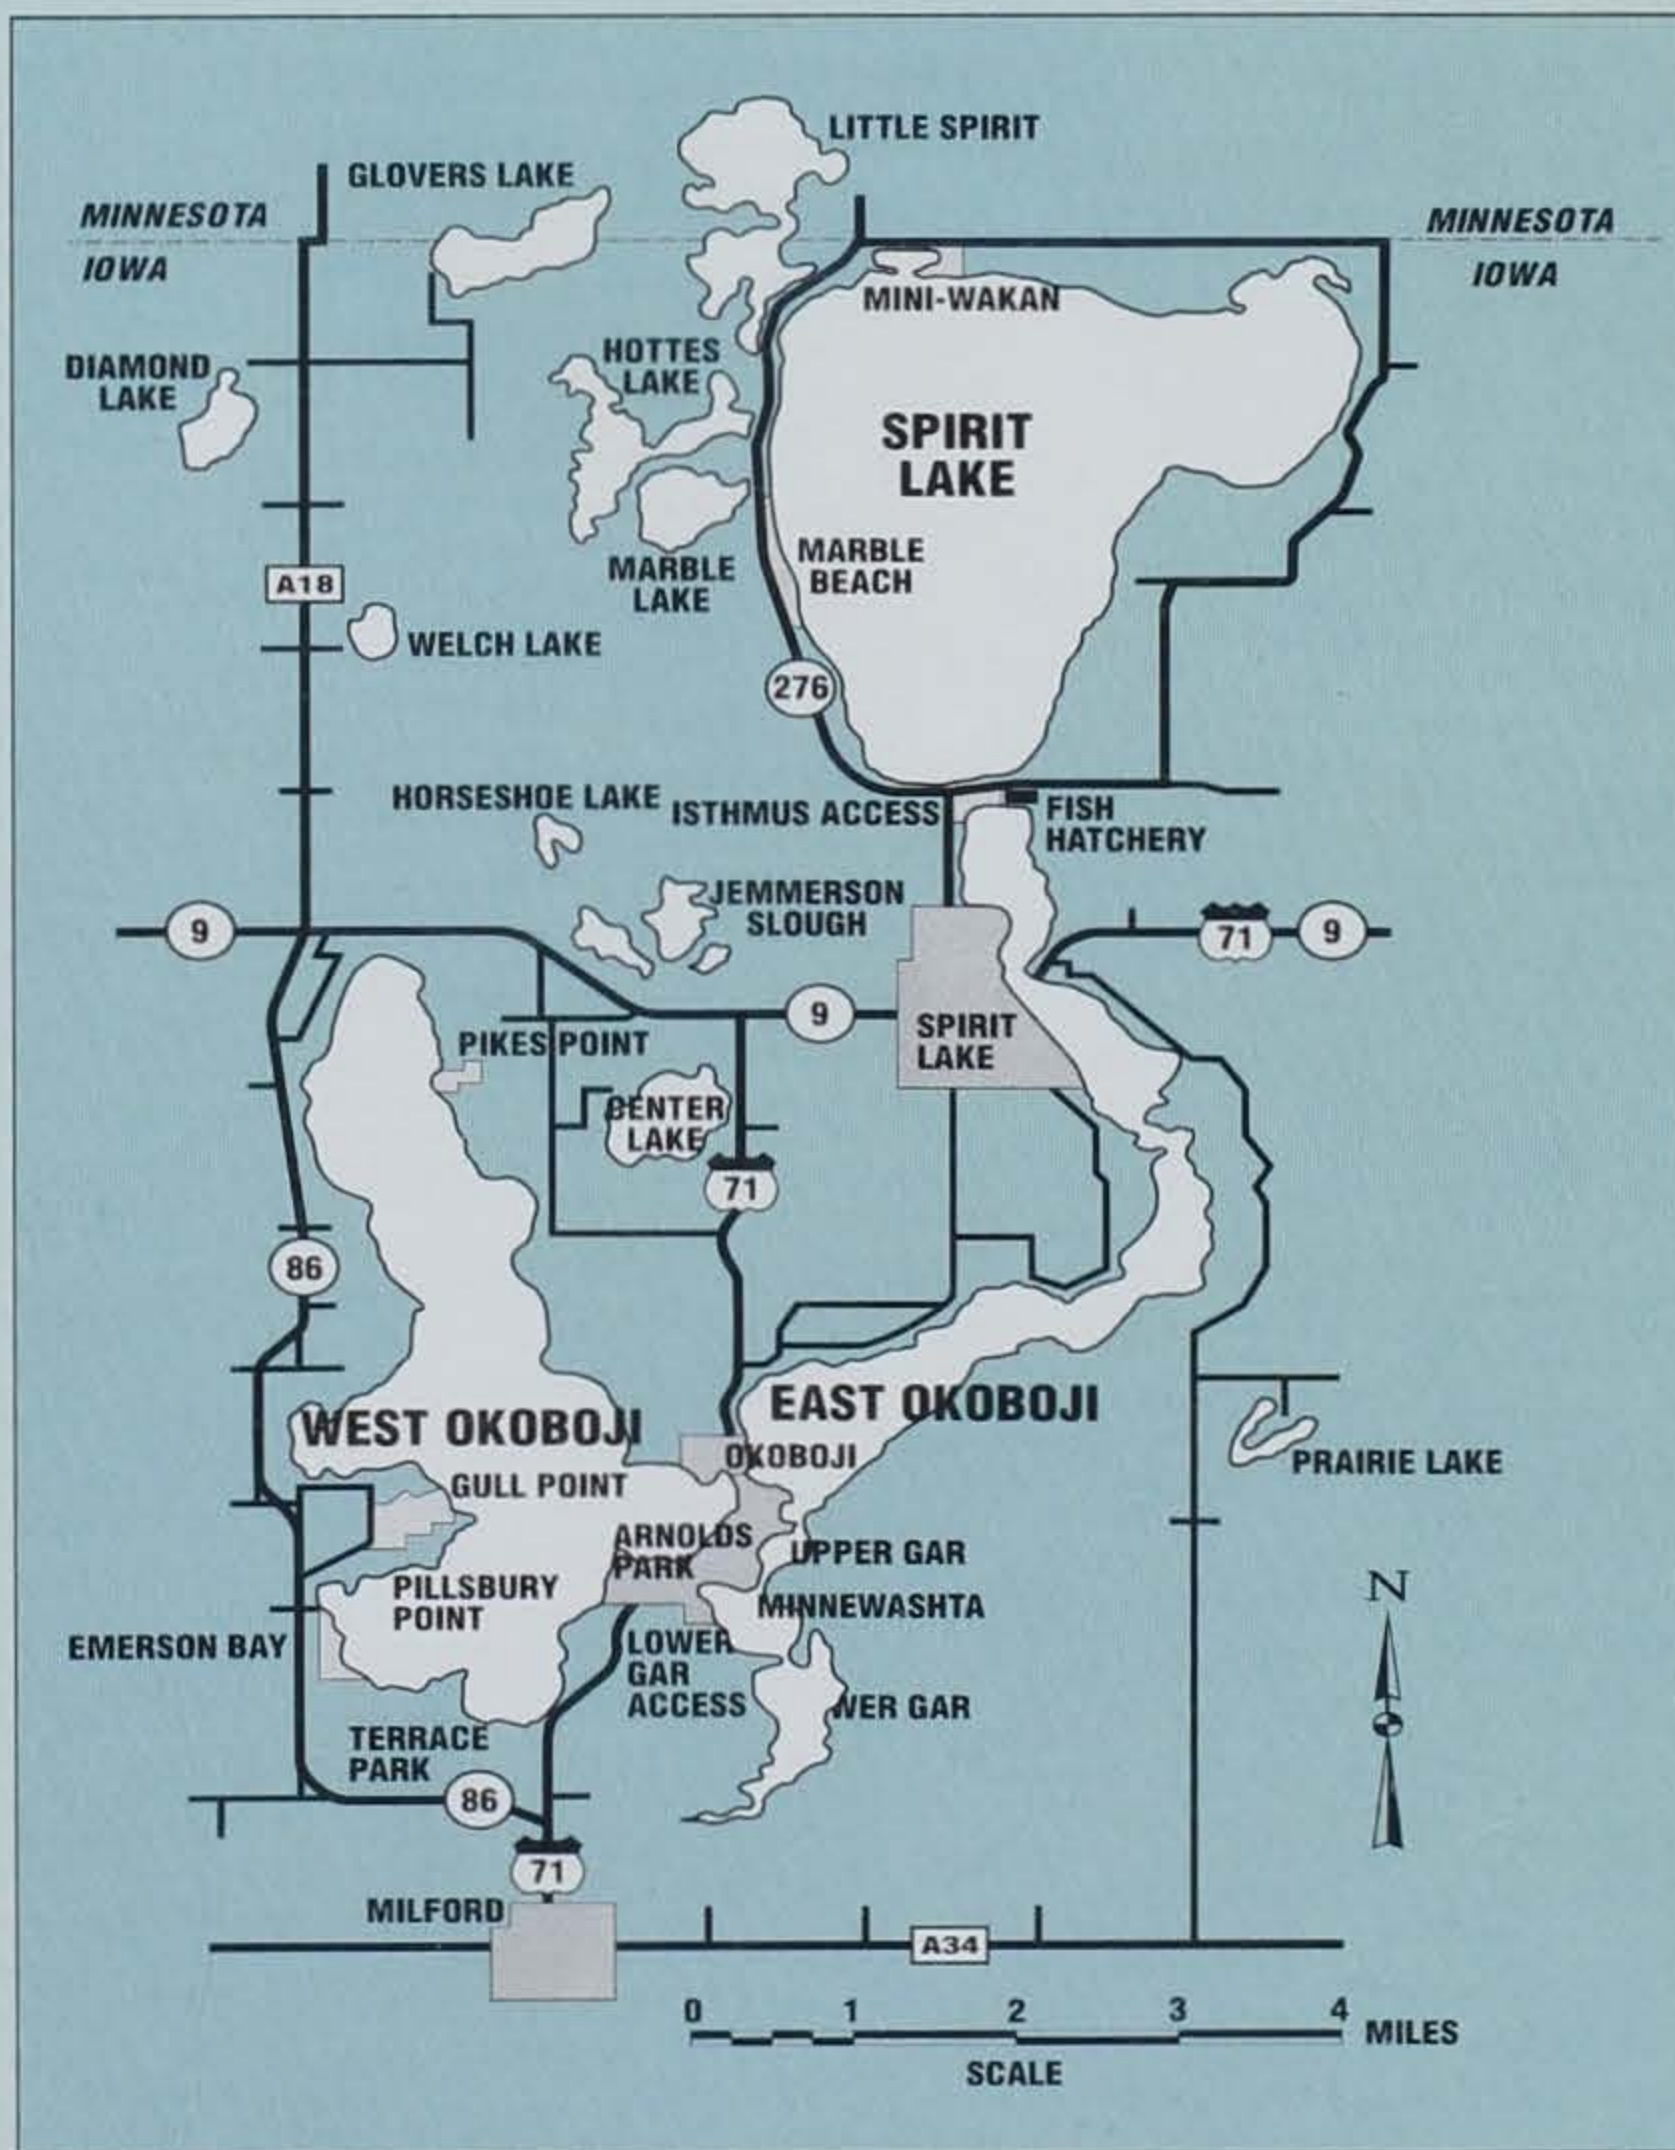 LITTLE SPIRIT
GLOVERS LAKE
MINNESOTA
IOWA
MINNESOTA
IOWA
MINI-WAKAN
HOTTES
LAKE
DIAMOND
LAKE
SPIRIT
LAKE
MARBLE
BEACH
MARBLE
LAKE
A18
WELCH LAKE
276
HORSESHOE LAKE
ISTHMUS ACCESS
FISH
HATCHERY
JEMMERSON
SLOUGH
9
71
9
9
SPIRIT
LAKE
PIKES POINT
CENTER
LAKE
71
86
EAST OKOBOJI
WEST OKOBOJI
OKOBOJI
PRAIRIE LAKE
GULL POINT
ARNOLDS
PARK
UPPER GAR
PILLSBURY
POINT
MINNEWASHTA
EMERSON BAY
LOWER
GAR
ACCESS
WER GAR
TERRACE
PARK
86
71
MILFORD
A34
N
0 1 2 3 4
MILES
SCALE